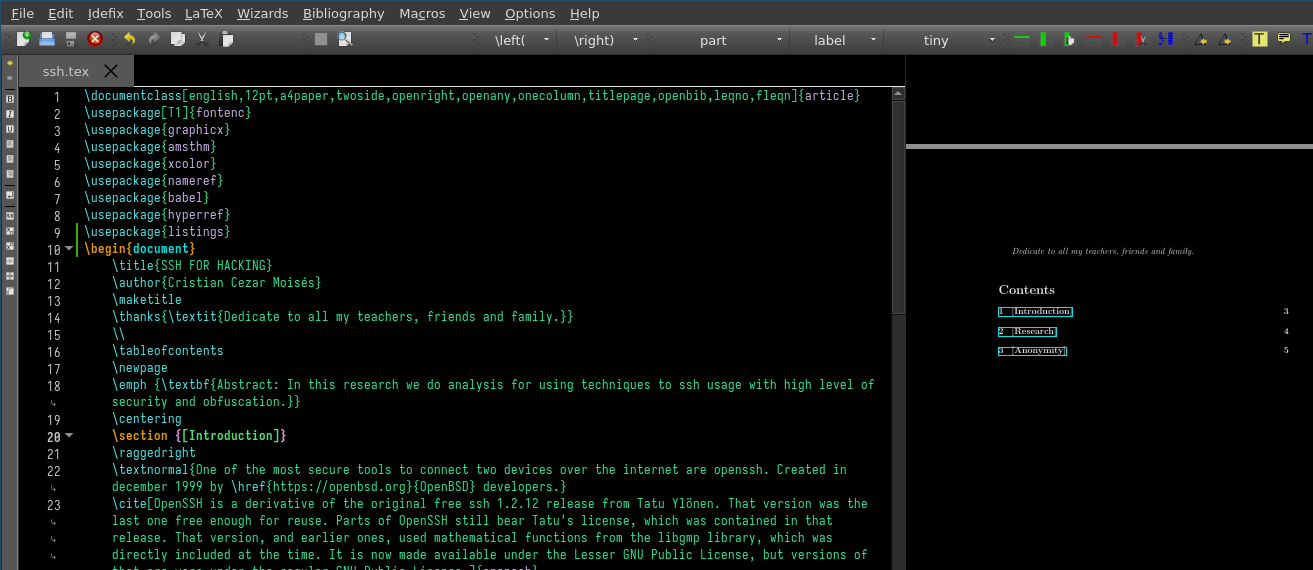 File Edit Idefix Tools LaTeX Wizards Bibliography Macros View Options Help
\left( \right) part label tiny
ssh.tex
1 \documentclass[english,12pt,a4paper,twoside,openright,openany,onecolumn,titlepage,openbib,leqno,fleqn]{article}
2 \usepackage[T1]{fontenc}
3 \usepackage{graphicx}
4 \usepackage{amsthm}
5 \usepackage{xcolor}
6 \usepackage{nameref}
7 \usepackage{babel}
8 \usepackage{hyperref}
9 \usepackage{listings}
10 \begin{document}
11 \title{SSH FOR HACKING}
12 \author{Cristian Cezar Moisés}
13 \maketitle
14 \thanks{\textit{Dedicate to all my teachers, friends and family.}}
15 \\
16 \tableofcontents
17 \newpage
18 \emph {\textbf{Abstract: In this research we do analysis for using techniques to ssh usage with high level of
security and obfuscation.}}
19 \centering
20 \section {[Introduction]}
21 \raggedright
22 \textnormal{One of the most secure tools to connect two devices over the internet are openssh. Created in
december 1999 by \href{https://openbsd.org}{OpenBSD} developers.}
23 \cite[OpenSSH is a derivative of the original free ssh 1.2.12 release from Tatu Ylönen. That version was the
last one free enough for reuse. Parts of OpenSSH still bear Tatu's license, which was contained in that
release. That version, and earlier ones, used mathematical functions from the libgmp library, which was
directly included at the time. It is now made available under the Lesser GNU Public License, but versions of
Dedicate to all my teachers, friends and family.
Contents
1 [Introduction] 3
2 [Research] 4
3 [Anonymity] 5